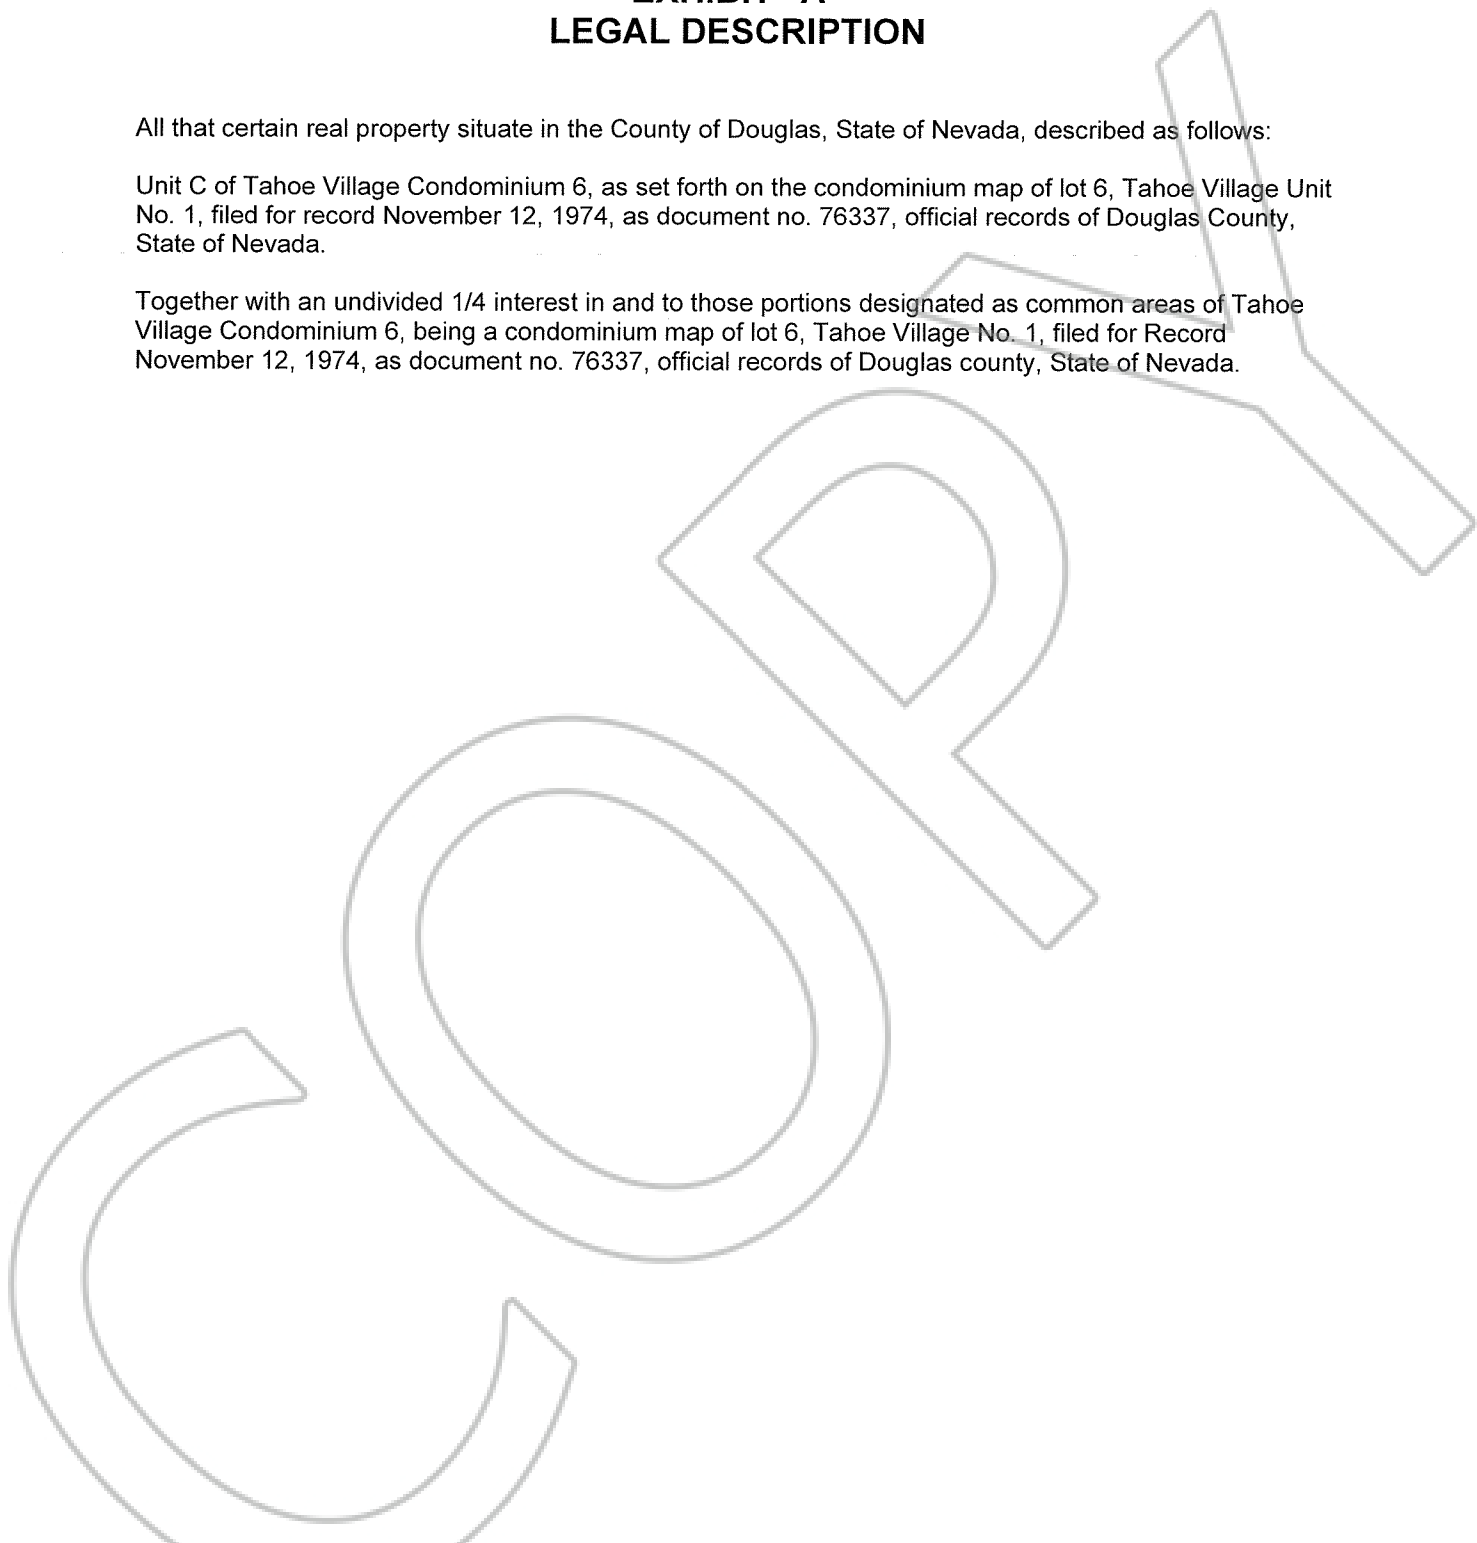 EXHIBIT "A"
LEGAL DESCRIPTION
All that certain real property situate in the County of Douglas, State of Nevada, described as follows:
Unit C of Tahoe Village Condominium 6, as set forth on the condominium map of lot 6, Tahoe Village Unit
No. 1, filed for record November 12, 1974, as document no. 76337, official records of Douglas County,
State of Nevada.
Together with an undivided 1/4 interest in and to those portions designated as common areas of Tahoe
Village Condominium 6, being a condominium map of lot 6, Tahoe Village No. 1, filed for Record
November 12, 1974, as document no. 76337, official records of Douglas county, State of Nevada.
COPY